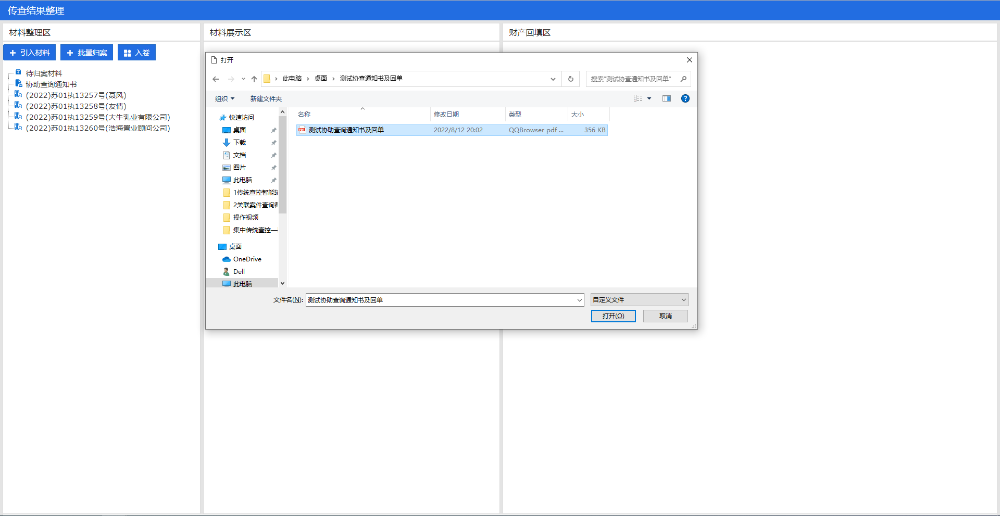 传查结果整理
材料整理区
材料展示区
财产回填区
引入材料
批量归案
入卷
待归案材料
协助查询通知书
(2022)苏01执13257号(聂风)
(2022)苏01执13258号(友情)
(2022)苏01执13259号(大牛乳业有限公司)
(2022)苏01执13260号(浩海置业顾问公司)
打开
此电脑 › 桌面 › 测试协查通知书及回单
搜索"测试协查通知书及回单"
组织
新建文件夹
快速访问
桌面
下载
文档
图片
此电脑
1传统查控智能
2关联案件查询
操作视频
集中传统查控—
桌面
OneDrive
Dell
此电脑
名称 修改日期 类型 大小
测试协助查询通知书及回单 2022/8/12 20:02 QQBrowser pdf ... 356 KB
文件名(N): 测试协助查询通知书及回单
自定义文件
打开(O)
取消